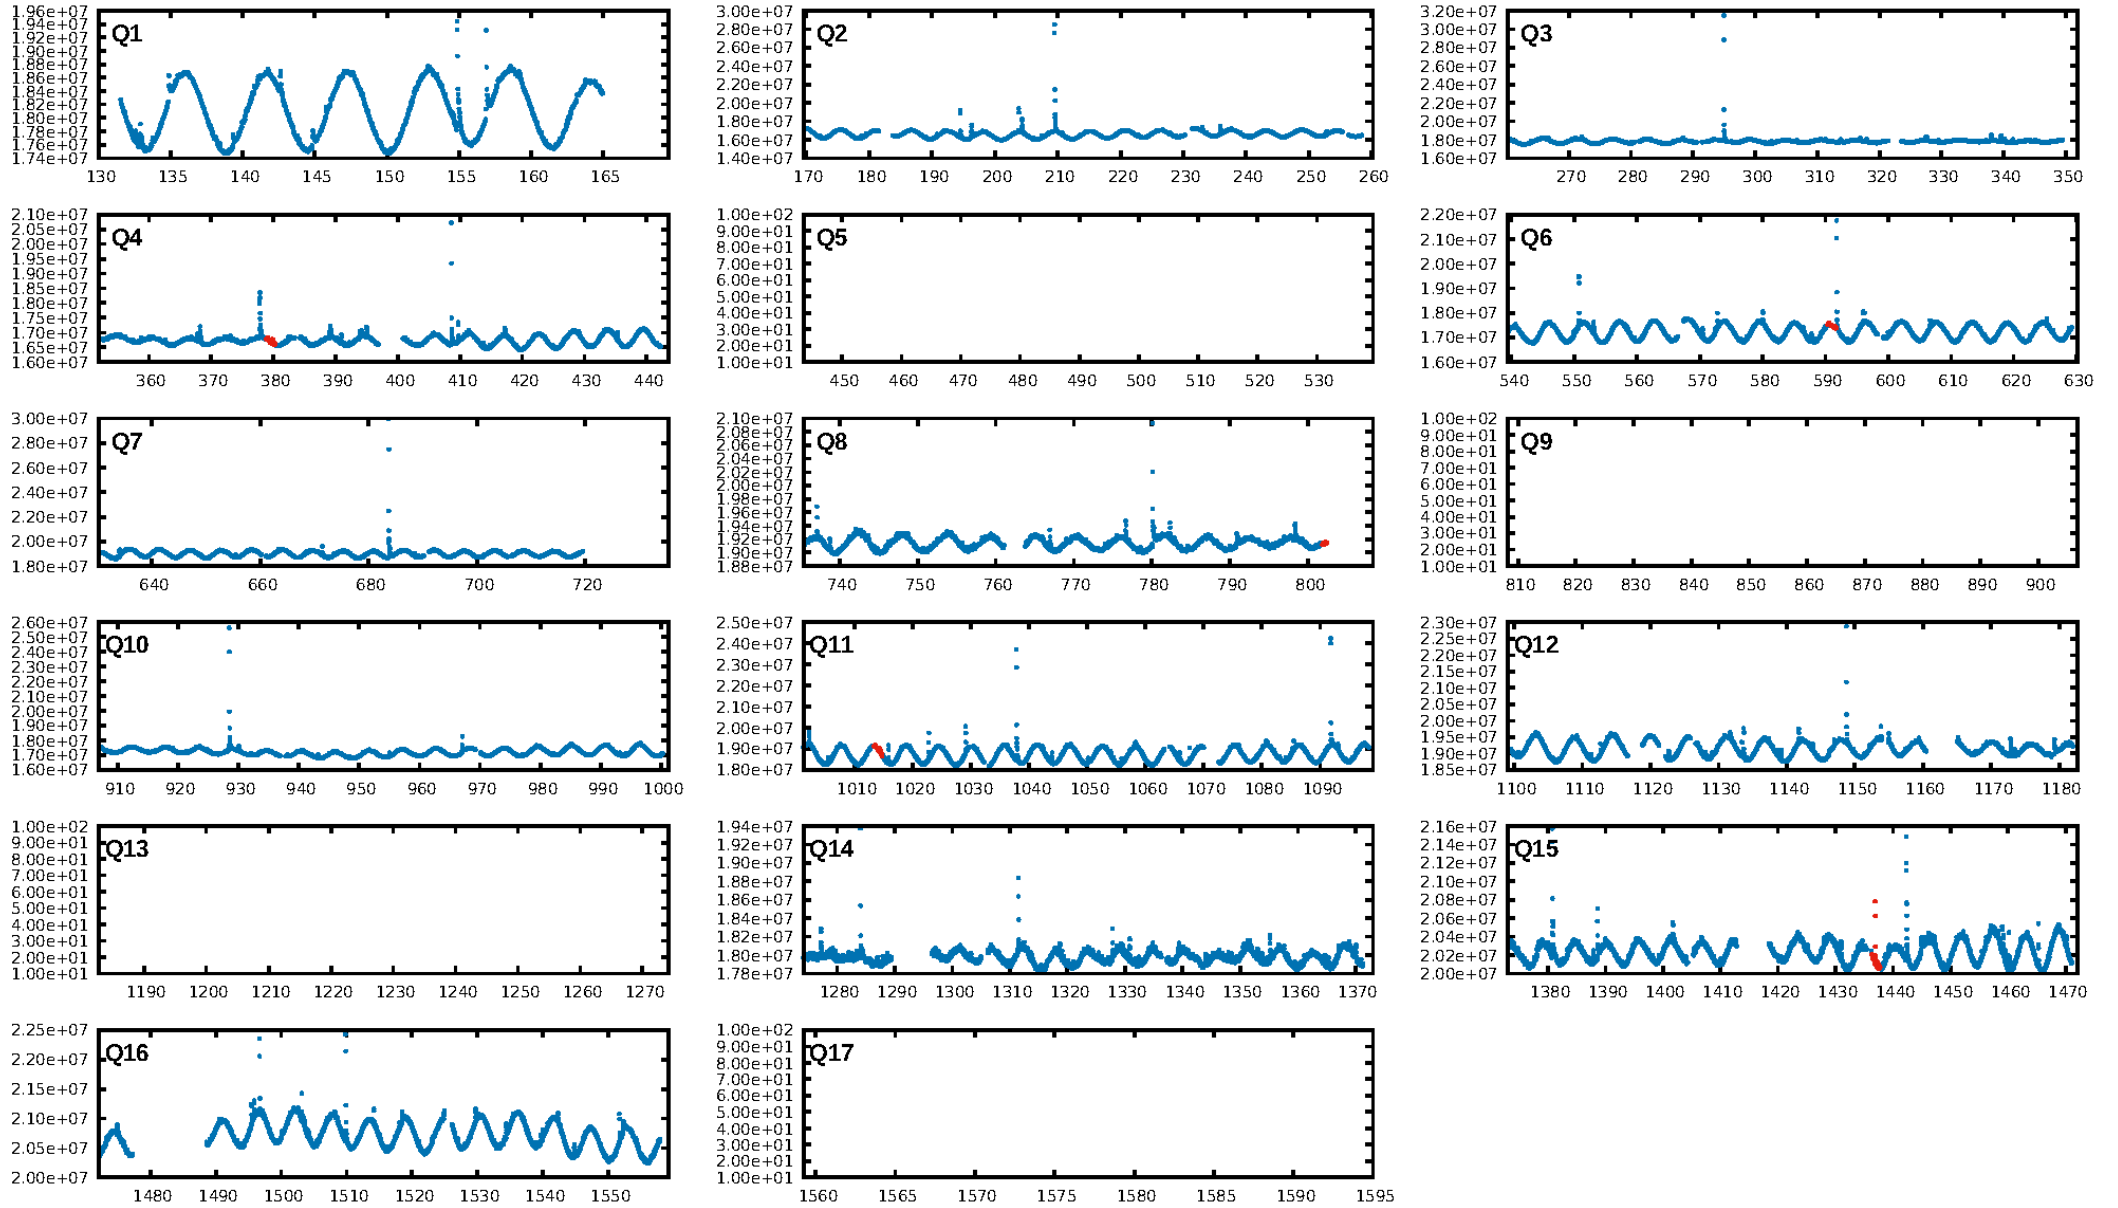 1.96e+07
1.94e+07
1.92e+07
1.90e+07
1.88e+07
1.86e+07
1.84e+07
1.82e+07
1.80e+07
1.78e+07
1.76e+07
1.74e+07
Q1
130 135 140 145 150 155 160 165
3.00e+07
2.80e+07
2.60e+07
2.40e+07
2.20e+07
2.00e+07
1.80e+07
1.60e+07
1.40e+07
Q2
170 180 190 200 210 220 230 240 250 260
3.20e+07
3.00e+07
2.80e+07
2.60e+07
2.40e+07
2.20e+07
2.00e+07
1.80e+07
1.60e+07
Q3
270 280 290 300 310 320 330 340 350
2.10e+07
2.05e+07
2.00e+07
1.95e+07
1.90e+07
1.85e+07
1.80e+07
1.75e+07
1.70e+07
1.65e+07
1.60e+07
Q4
360 370 380 390 400 410 420 430 440
1.00e+02
9.00e+01
8.00e+01
7.00e+01
6.00e+01
5.00e+01
4.00e+01
3.00e+01
2.00e+01
1.00e+01
Q5
450 460 470 480 490 500 510 520 530
2.20e+07
2.10e+07
2.00e+07
1.90e+07
1.80e+07
1.70e+07
1.60e+07
Q6
540 550 560 570 580 590 600 610 620 630
3.00e+07
2.80e+07
2.60e+07
2.40e+07
2.20e+07
2.00e+07
1.80e+07
Q7
640 660 680 700 720
2.10e+07
2.08e+07
2.06e+07
2.04e+07
2.02e+07
2.00e+07
1.98e+07
1.96e+07
1.94e+07
1.92e+07
1.90e+07
1.88e+07
Q8
740 750 760 770 780 790 800
1.00e+02
9.00e+01
8.00e+01
7.00e+01
6.00e+01
5.00e+01
4.00e+01
3.00e+01
2.00e+01
1.00e+01
Q9
810 820 830 840 850 860 870 880 890 900
2.60e+07
2.50e+07
2.40e+07
2.30e+07
2.20e+07
2.10e+07
2.00e+07
1.90e+07
1.80e+07
1.70e+07
1.60e+07
Q10
910 920 930 940 950 960 970 980 990 1000
2.50e+07
2.40e+07
2.30e+07
2.20e+07
2.10e+07
2.00e+07
1.90e+07
1.80e+07
Q11
1010 1020 1030 1040 1050 1060 1070 1080 1090
2.30e+07
2.25e+07
2.20e+07
2.15e+07
2.10e+07
2.05e+07
2.00e+07
1.95e+07
1.90e+07
1.85e+07
Q12
1100 1110 1120 1130 1140 1150 1160 1170 1180
1.00e+02
9.00e+01
8.00e+01
7.00e+01
6.00e+01
5.00e+01
4.00e+01
3.00e+01
2.00e+01
1.00e+01
Q13
1190 1200 1210 1220 1230 1240 1250 1260 1270
1.94e+07
1.92e+07
1.90e+07
1.88e+07
1.86e+07
1.84e+07
1.82e+07
1.80e+07
1.78e+07
Q14
1280 1290 1300 1310 1320 1330 1340 1350 1360 1370
2.16e+07
2.14e+07
2.12e+07
2.10e+07
2.08e+07
2.06e+07
2.04e+07
2.02e+07
2.00e+07
Q15
1380 1390 1400 1410 1420 1430 1440 1450 1460 1470
2.25e+07
2.20e+07
2.15e+07
2.10e+07
2.05e+07
2.00e+07
Q16
1480 1490 1500 1510 1520 1530 1540 1550
1.00e+02
9.00e+01
8.00e+01
7.00e+01
6.00e+01
5.00e+01
4.00e+01
3.00e+01
2.00e+01
1.00e+01
Q17
1560 1565 1570 1575 1580 1585 1590 1595